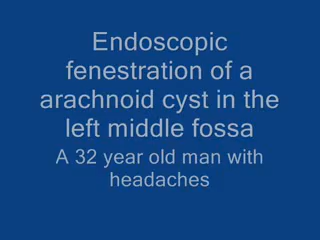 Endoscopic
fenestration of a
arachnoid cyst in the
left middle fossa
A 32 year old man with
headaches